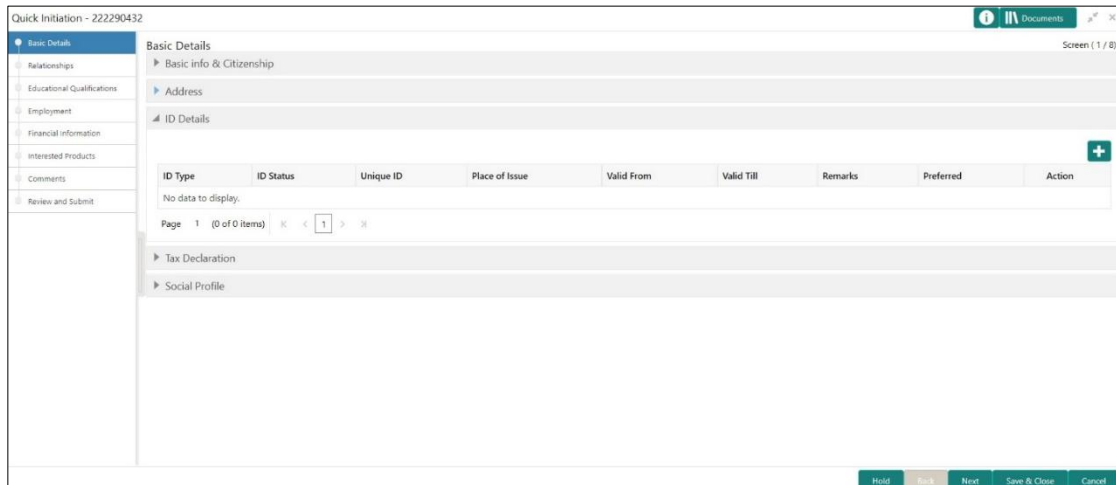 Quick Initiation - 222290432
Documents
Basic Details
Relationships
Educational Qualifications
Employment
Financial Information
Interested Products
Comments
Review and Submit
Basic Details
Screen ( 1 / 8)
Basic info & Citizenship
Address
ID Details
ID Type ID Status Unique ID Place of Issue Valid From Valid Till Remarks Preferred Action
No data to display.
Page 1 (0 of 0 items) 1
Tax Declaration
Social Profile
Hold Back Next Save & Close Cancel